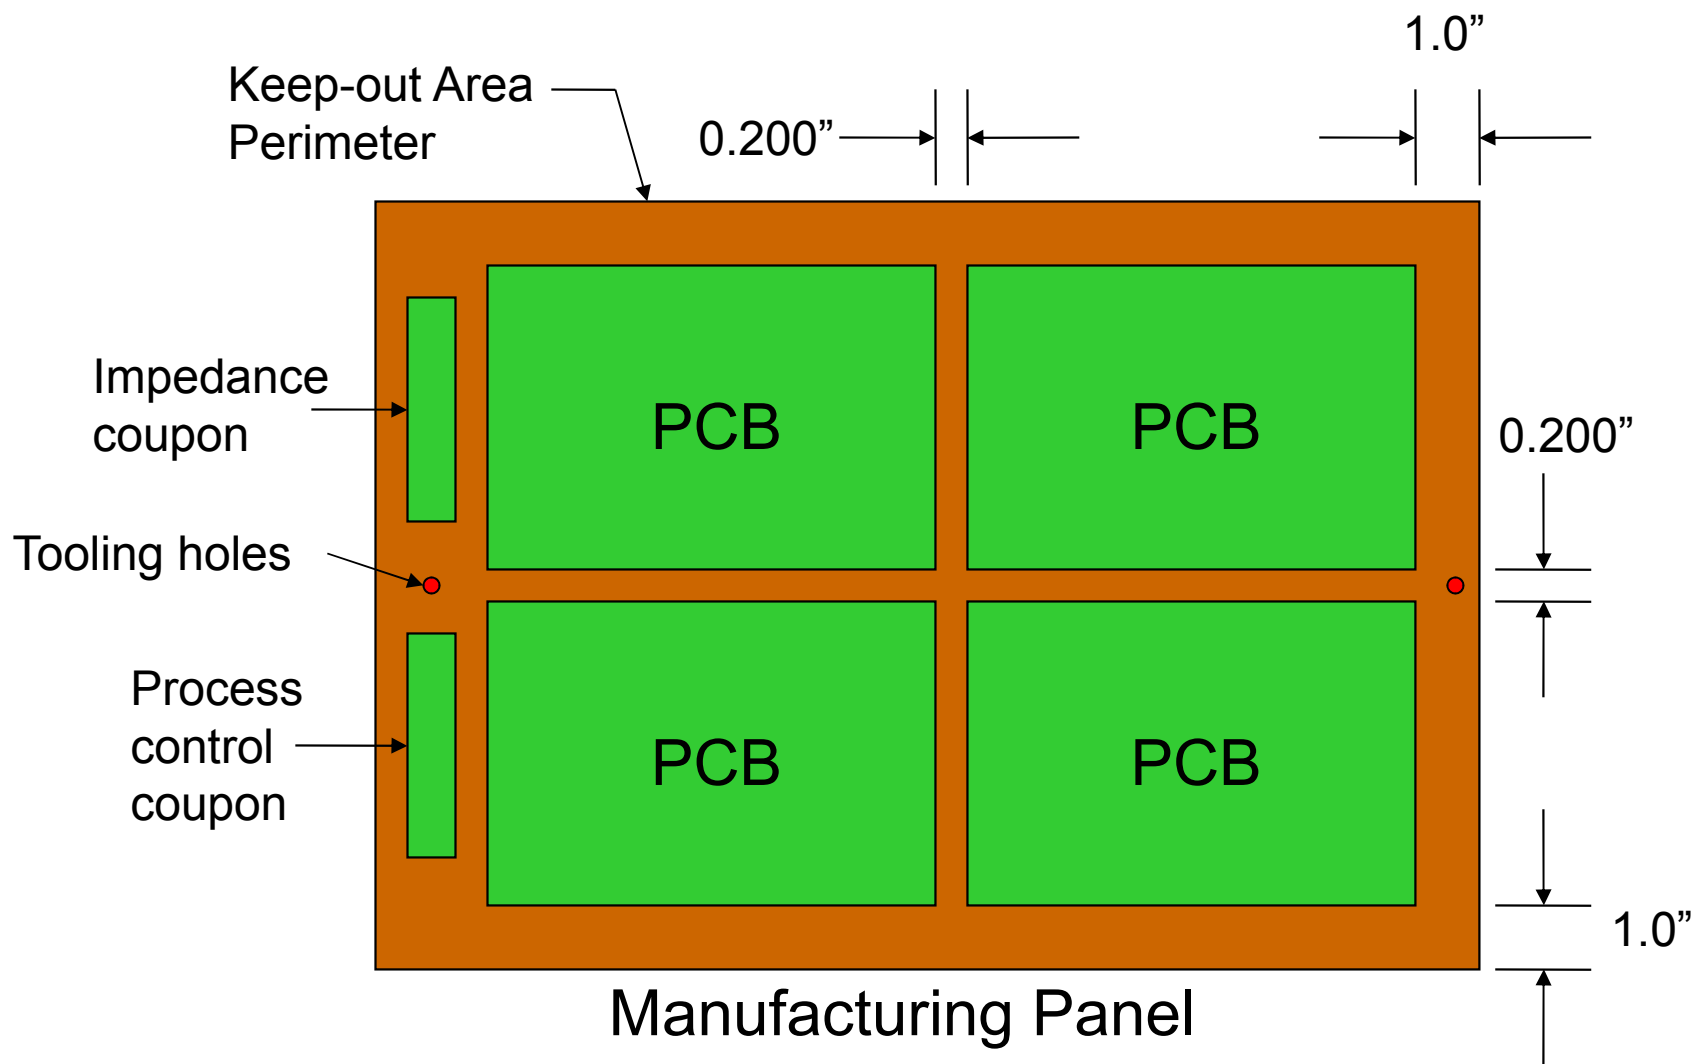 1.0”
Keep-out Area
Perimeter
0.200”
Impedance
coupon
PCB
PCB
0.200”
Tooling holes
Process
control
coupon
PCB
PCB
1.0”
Manufacturing Panel